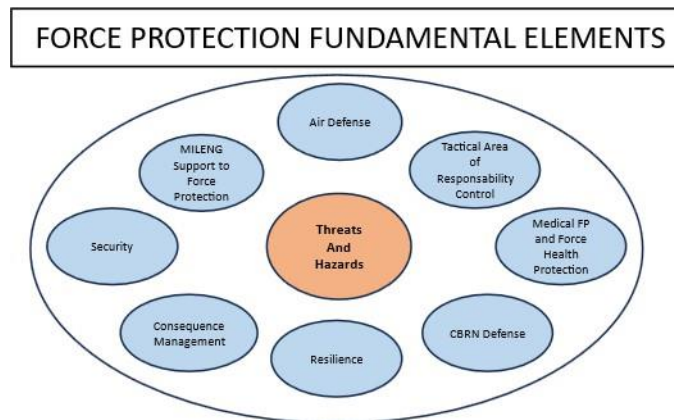 FORCE PROTECTION FUNDAMENTAL ELEMENTS
Air Defense
MILENG
Support to
Force
Protection
Tactical Area
of
Responsability
Control
Security
Threats
And
Hazards
Medical FP
and Force
Health
Protection
Consequence
Management
Resilience
CBRN Defense